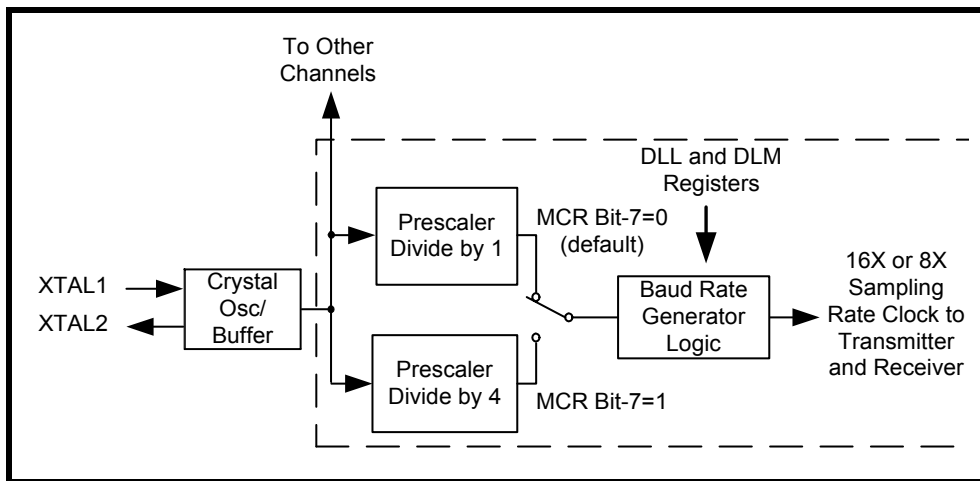 To Other
Channels
DLL and DLM
Registers
Prescaler
Divide by 1
MCR Bit-7=0
(default)
XTAL1
XTAL2
Crystal
Osc/
Buffer
Baud Rate
Generator
Logic
16X or 8X
Sampling
Rate Clock to
Transmitter
and Receiver
Prescaler
Divide by 4
MCR Bit-7=1